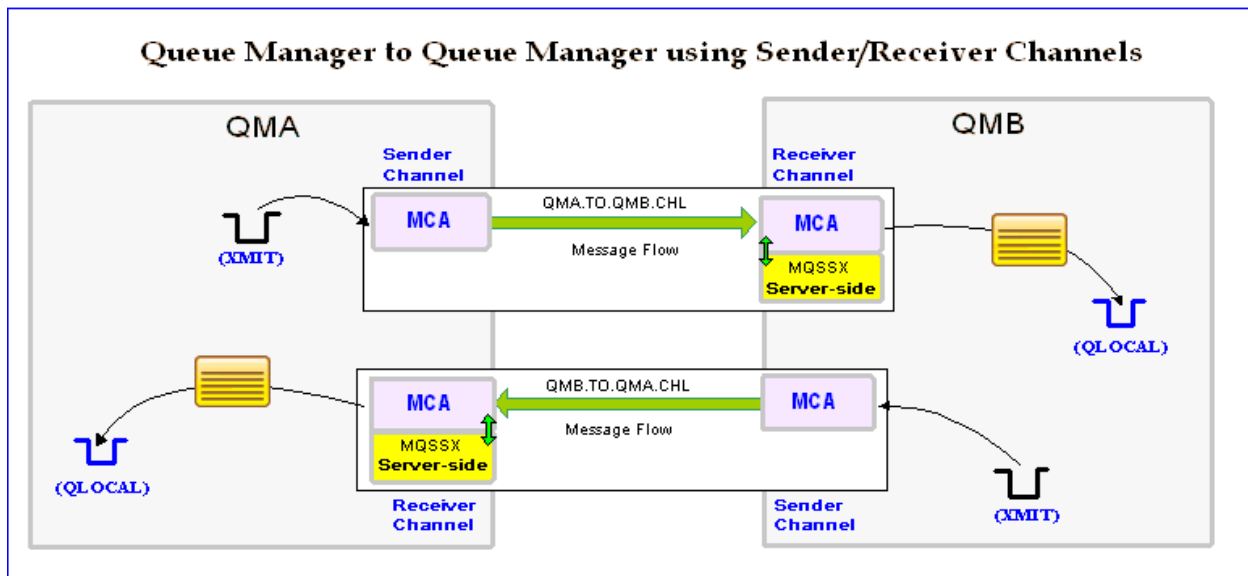 Queue Manager to Queue Manager using Sender/Receiver Channels
QMA
QMB
Sender
Channel
Receiver
Channel
MCA
QMA.TO.QMB.CHL
Message Flow
MCA
MQSSX
Server-side
(XMIT)
(QLOCAL)
MCA
MQSSX
Server-side
QMB.TO.QMA.CHL
Message Flow
MCA
(QLOCAL)
(XMIT)
Receiver
Channel
Sender
Channel